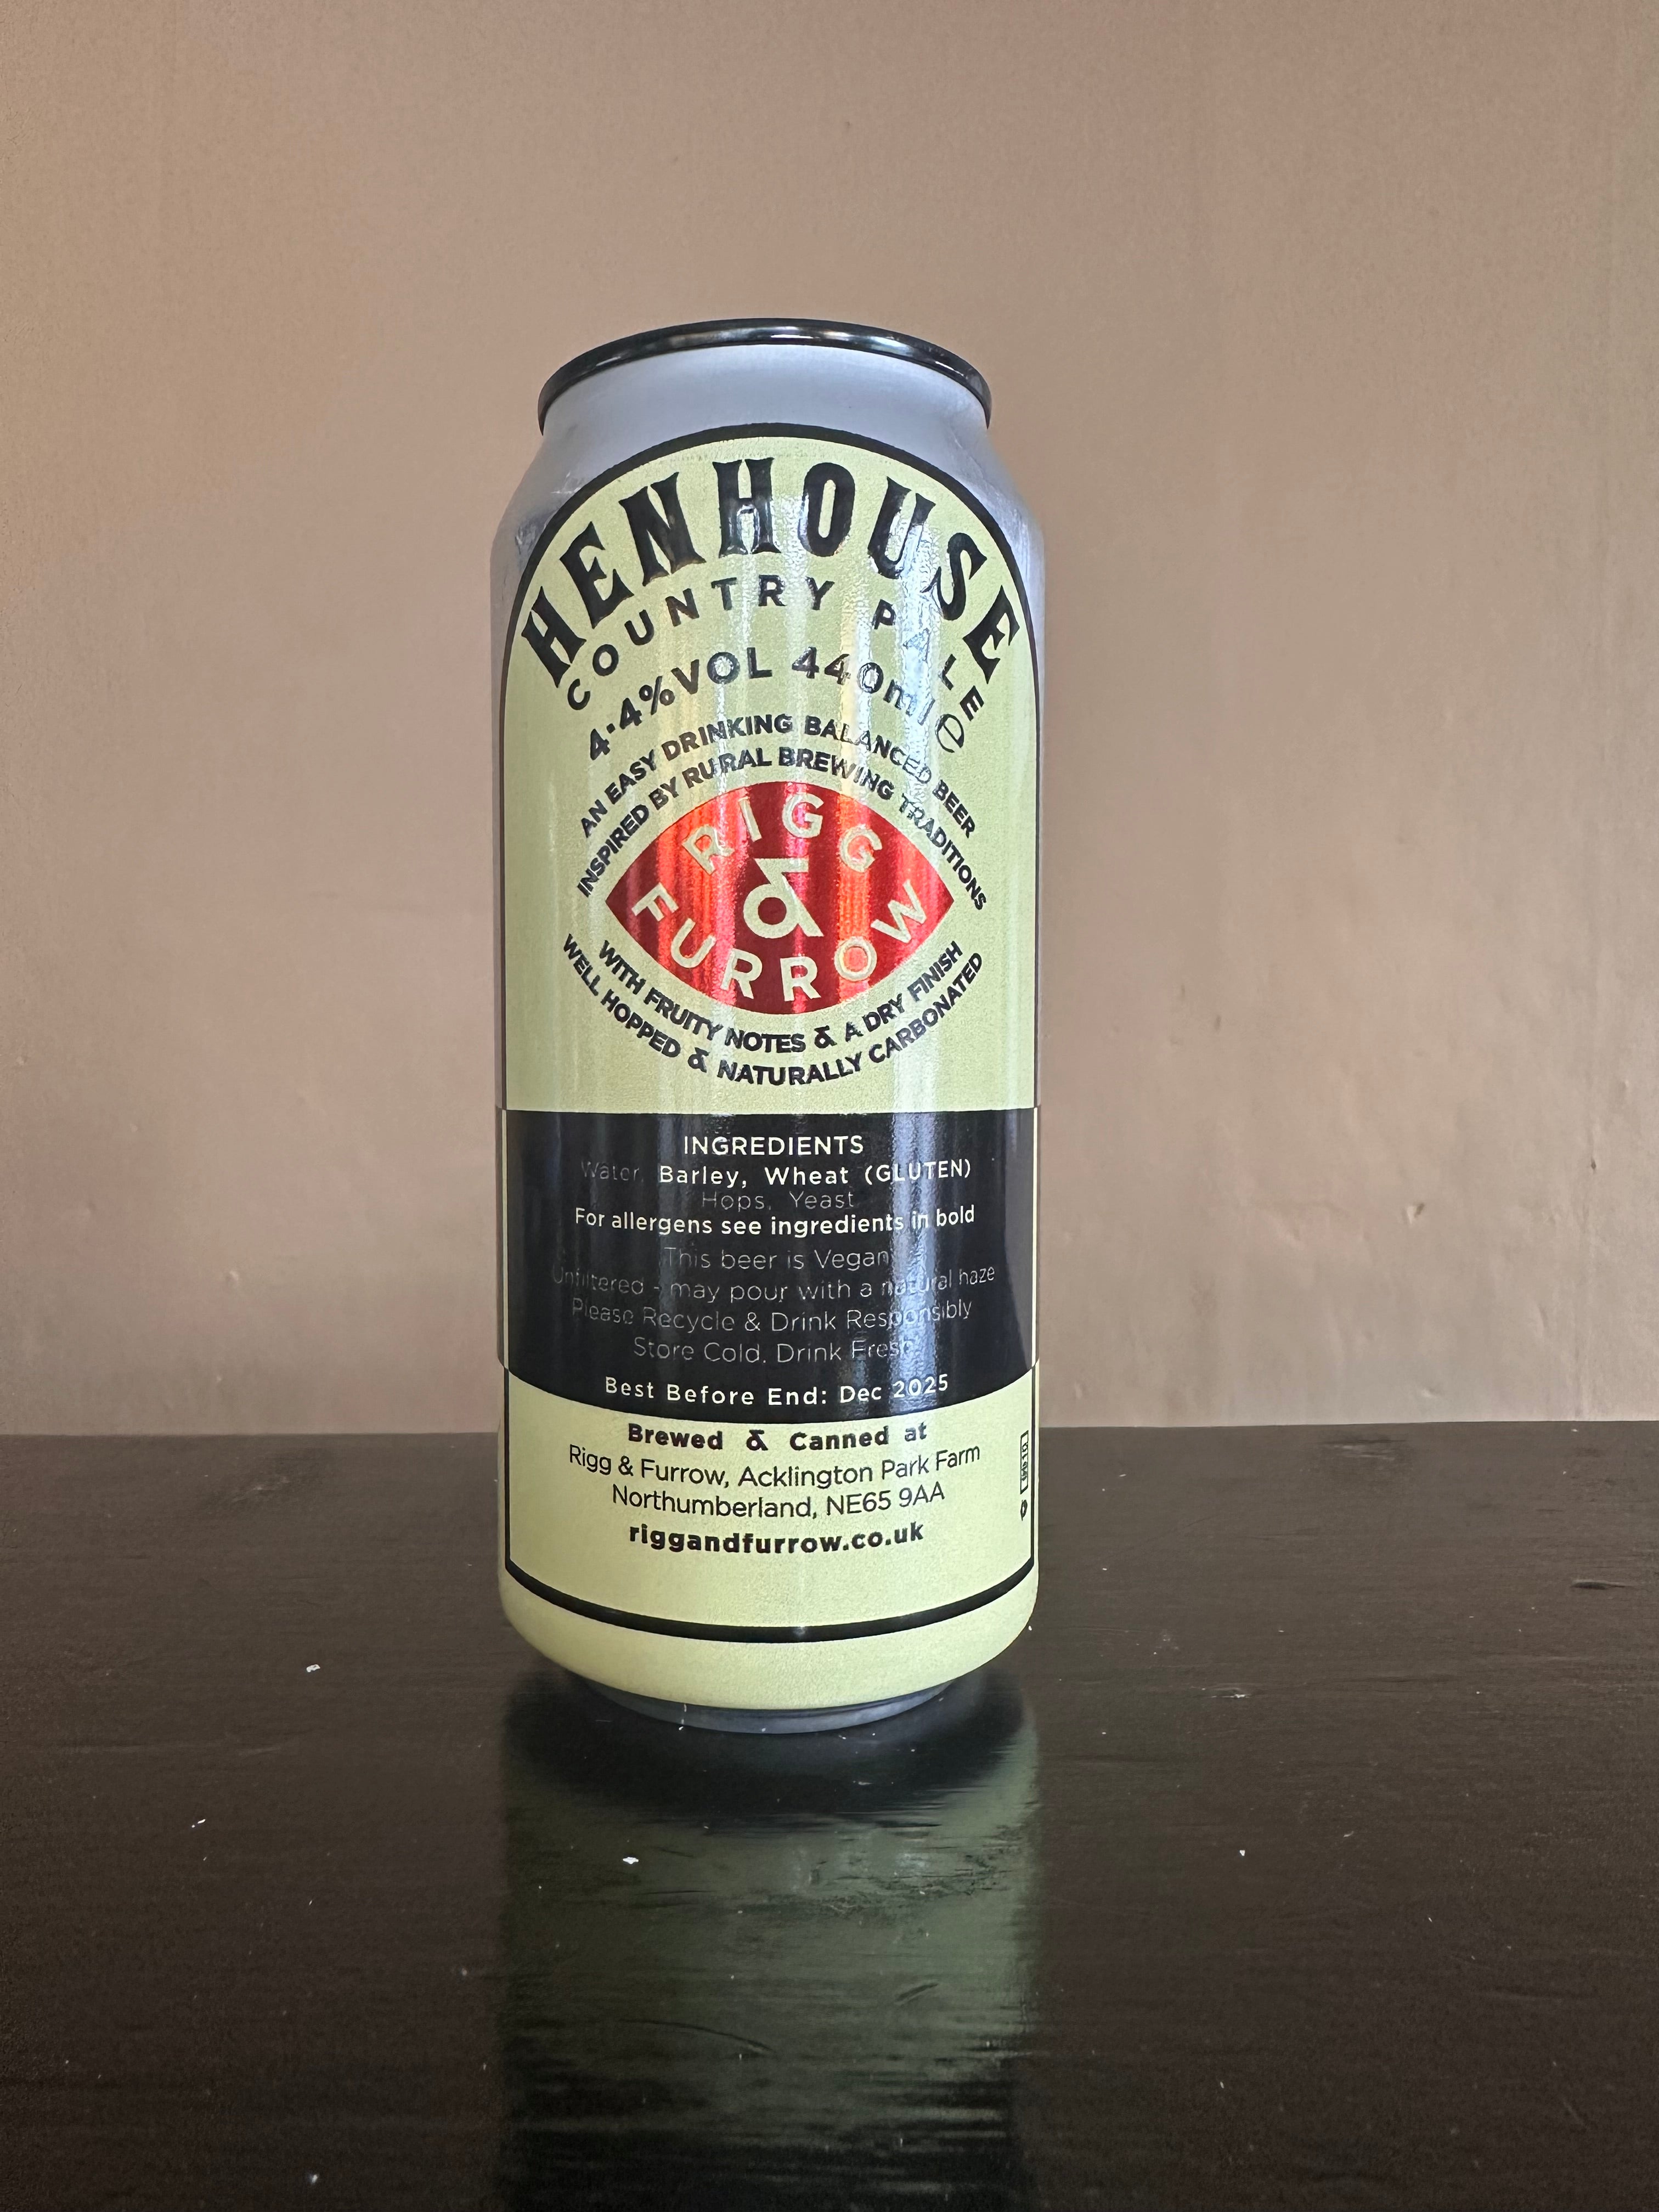 HENHOUSE
COUNTRY PALE
4.4%VOL 440ml ℮
AN EASY DRINKING BALANCED BEER
INSPIRED BY RURAL BREWING TRADITIONS
RIGG
&
FURROW
WITH FRUITY NOTES & A DRY FINISH
WELL HOPPED & NATURALLY CARBONATED
INGREDIENTS
Water, Barley, Wheat (GLUTEN)
Hops, Yeast
For allergens see ingredients in bold
This beer is Vegan
Unfiltered - may pour with a natural haze
Please Recycle & Drink Responsibly
Store Cold. Drink Fresh
Best Before End: Dec 2025
Brewed & Canned at
Rigg & Furrow, Acklington Park Farm
Northumberland, NE65 9AA
riggandfurrow.co.uk